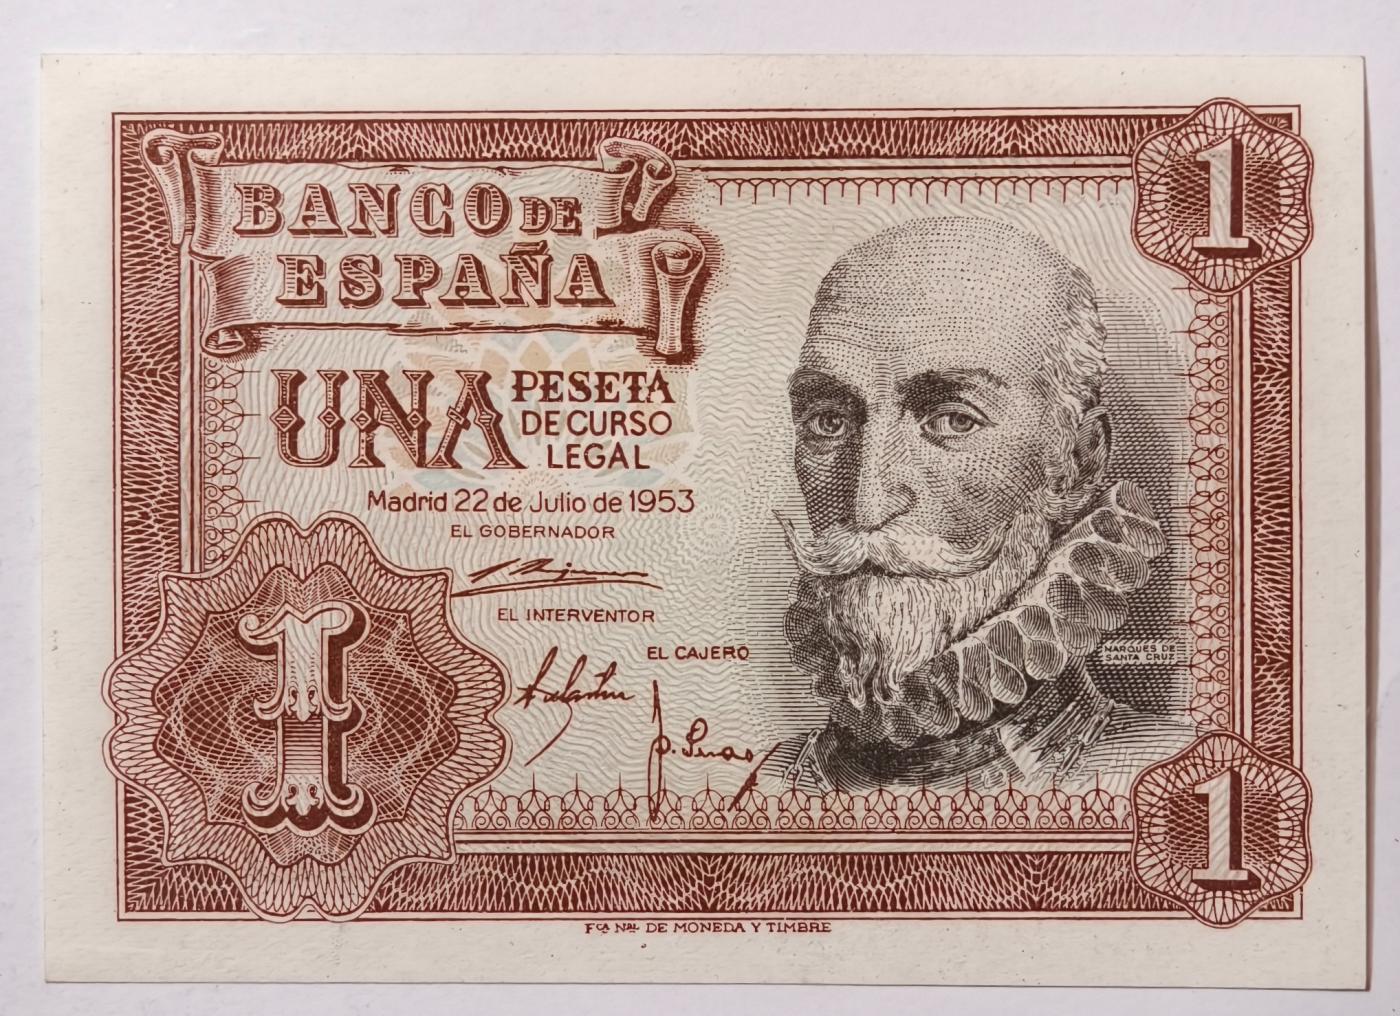 BANCO DE
ESPAÑA
1
UNA PESETA
DE CURSO
LEGAL
Madrid 22 de Julio de 1953
EL GOBERNADOR
EL INTERVENTOR
EL CAJERO
MARQUES DE
SANTA CRUZ
1
1
Fca Nal DE MONEDA Y TIMBRE